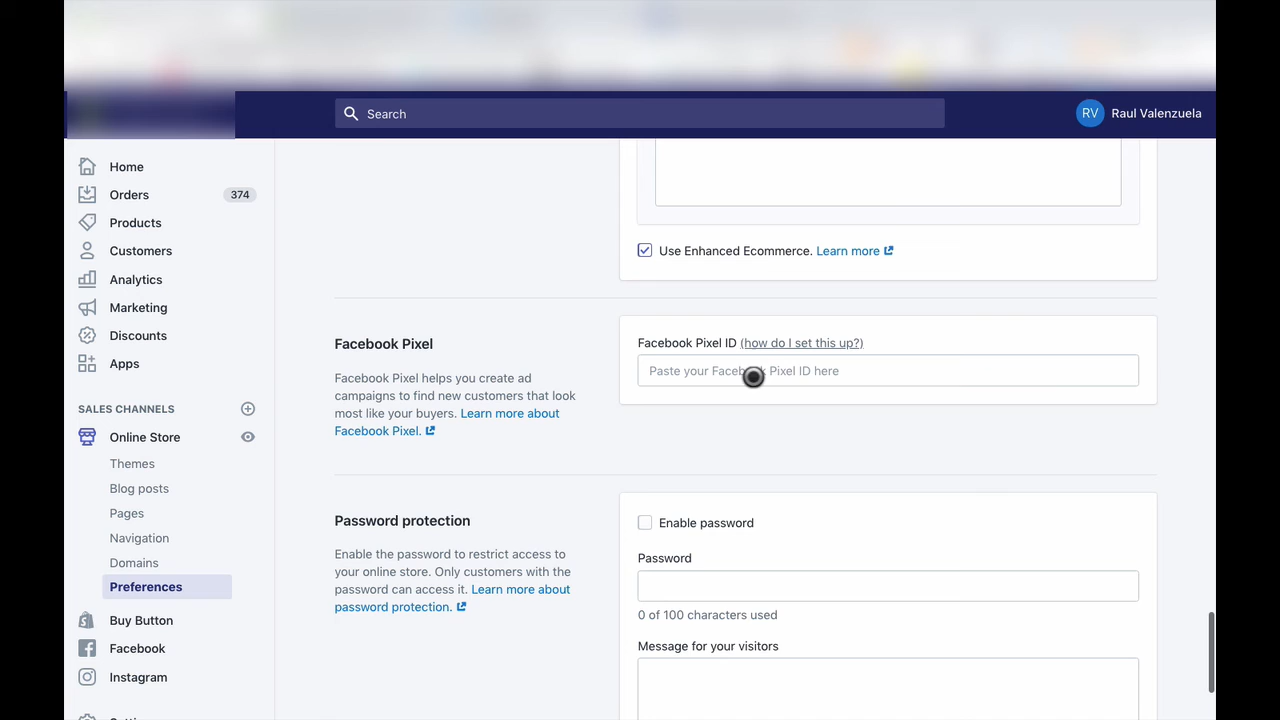 Search
RV
Raul Valenzuela
Home
Orders
374
Products
Customers
Analytics
Marketing
Discounts
Apps
SALES CHANNELS
Online Store
Themes
Blog posts
Pages
Navigation
Domains
Preferences
Buy Button
Facebook
Instagram
Use Enhanced Ecommerce. Learn more
Facebook Pixel
Facebook Pixel helps you create ad
campaigns to find new customers that look
most like your buyers. Learn more about
Facebook Pixel.
Facebook Pixel ID (how do I set this up?)
Paste your Facebook Pixel ID here
Password protection
Enable the password to restrict access to
your online store. Only customers with the
password can access it. Learn more about
password protection.
Enable password
Password
0 of 100 characters used
Message for your visitors